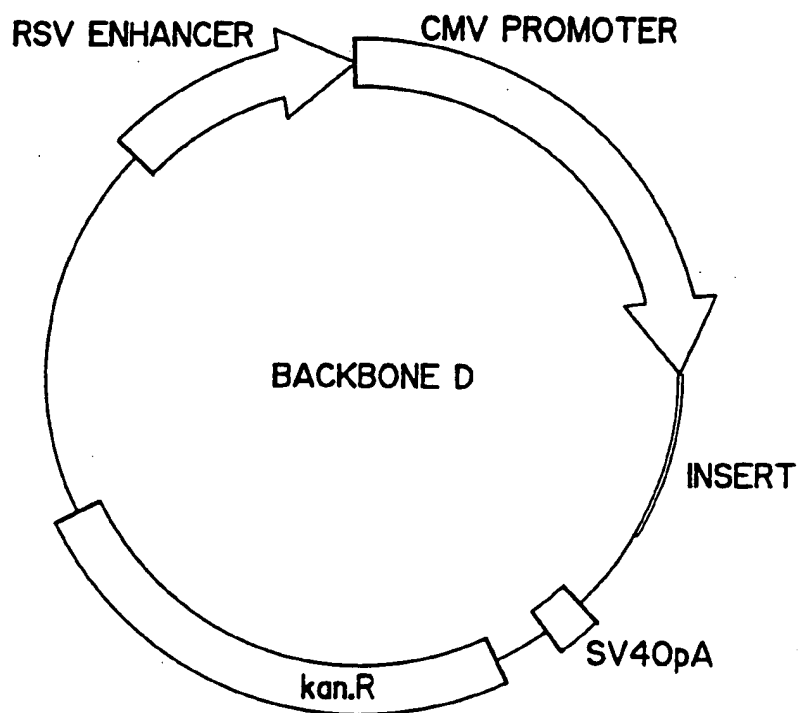 RSV ENHANCER
CMV PROMOTER
BACKBONE D
INSERT
SV40pA
kan.R